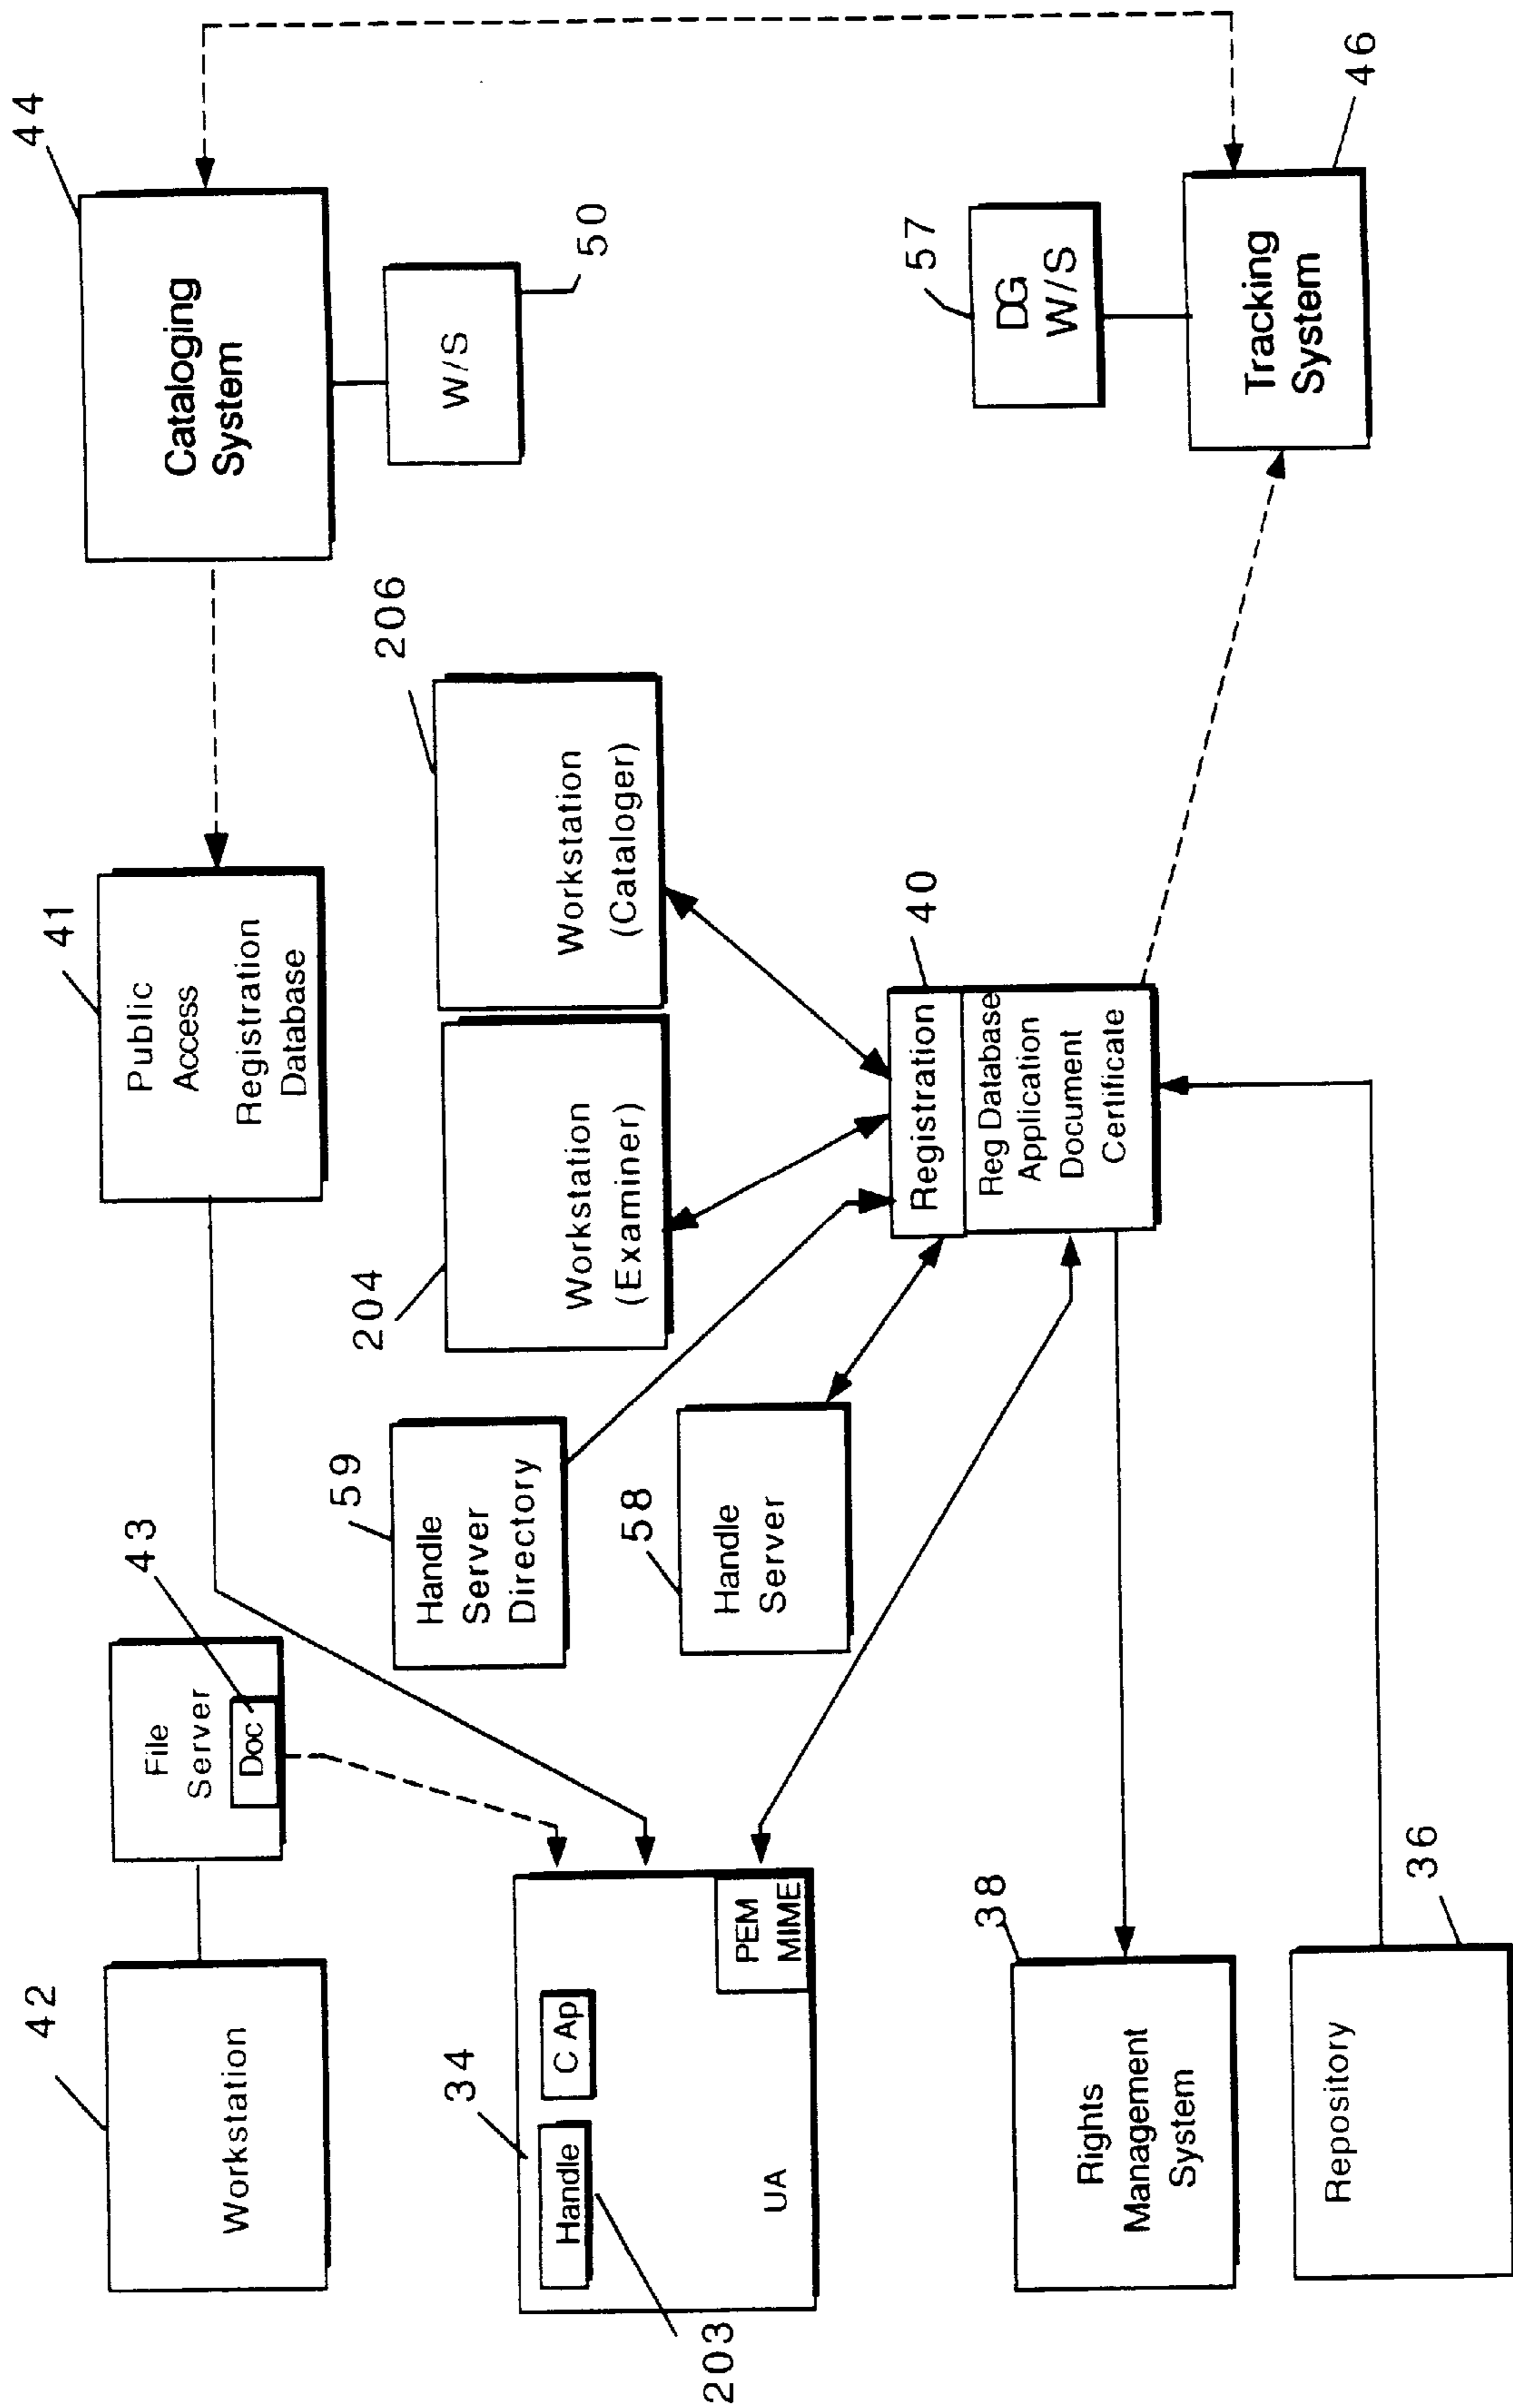 42
Workstation
File
Server
Doc
43
41
Public
Access
Registration
Database
44
Cataloging
System
W/S
50
34
Handle
C Ap
203
UA
PEM
MIME
59
Handle
Server
Directory
58
Handle
Server
204
Workstation
(Examiner)
206
Workstation
(Cataloger)
40
Registration
Reg Database
Application
Document
Certificate
57
DG
W/S
Tracking
System
46
38
Rights
Management
System
Repository
36